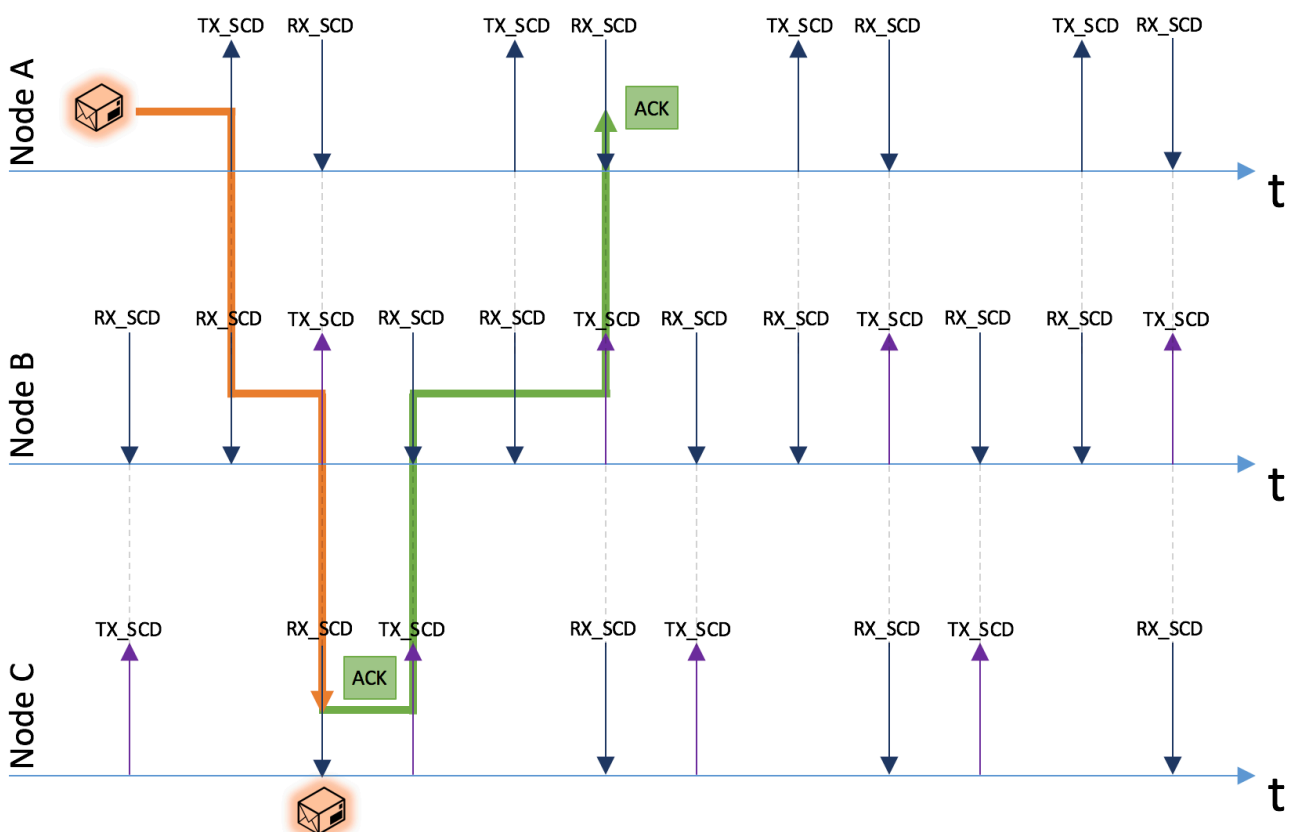 TX_SCD RX_SCD TX_SCD RX_SCD TX_SCD RX_SCD TX_SCD RX_SCD
Node A
ACK
t
RX_SCD RX_SCD TX_SCD RX_SCD RX_SCD TX_SCD RX_SCD RX_SCD TX_SCD RX_SCD RX_SCD TX_SCD
Node B
t
TX_SCD RX_SCD TX_SCD RX_SCD TX_SCD RX_SCD TX_SCD RX_SCD
Node C
ACK
t